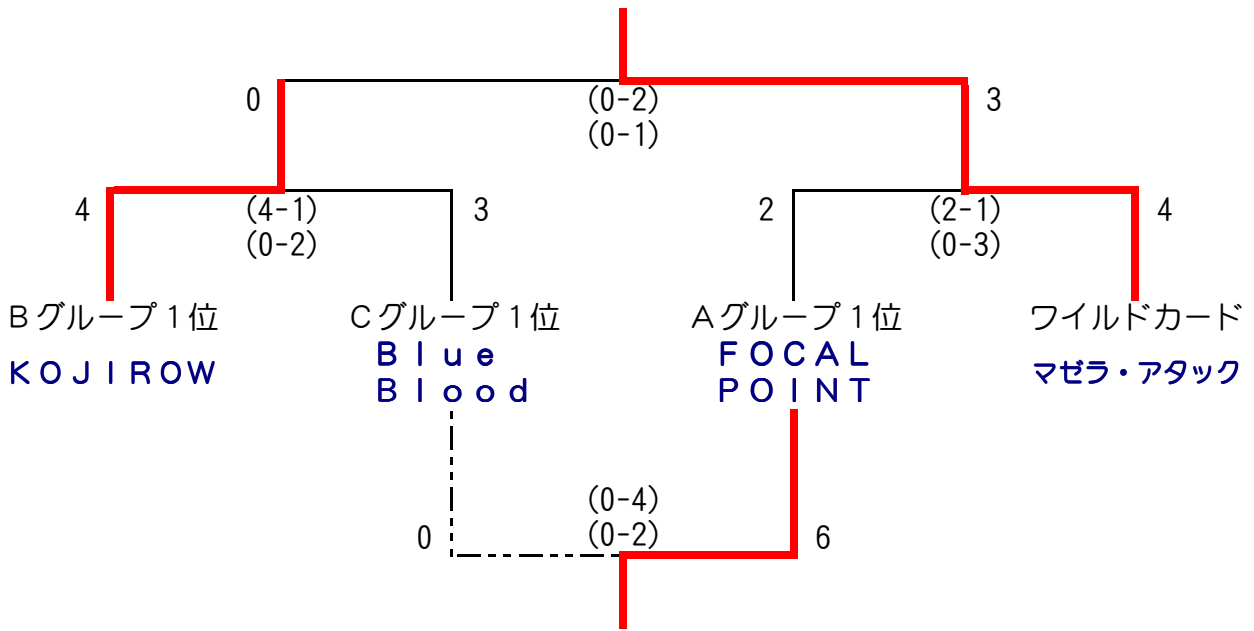 0
(0-2)
3
(0-1)
4
(4-1)
3
2
(2-1)
4
(0-2)
(0-3)
Bグループ1位
Cグループ1位
Aグループ1位
ワイルドカード
KOJIROW
Blue
Blood
FOCAL
POINT
マゼラ・アタック
(0-4)
0
(0-2)
6